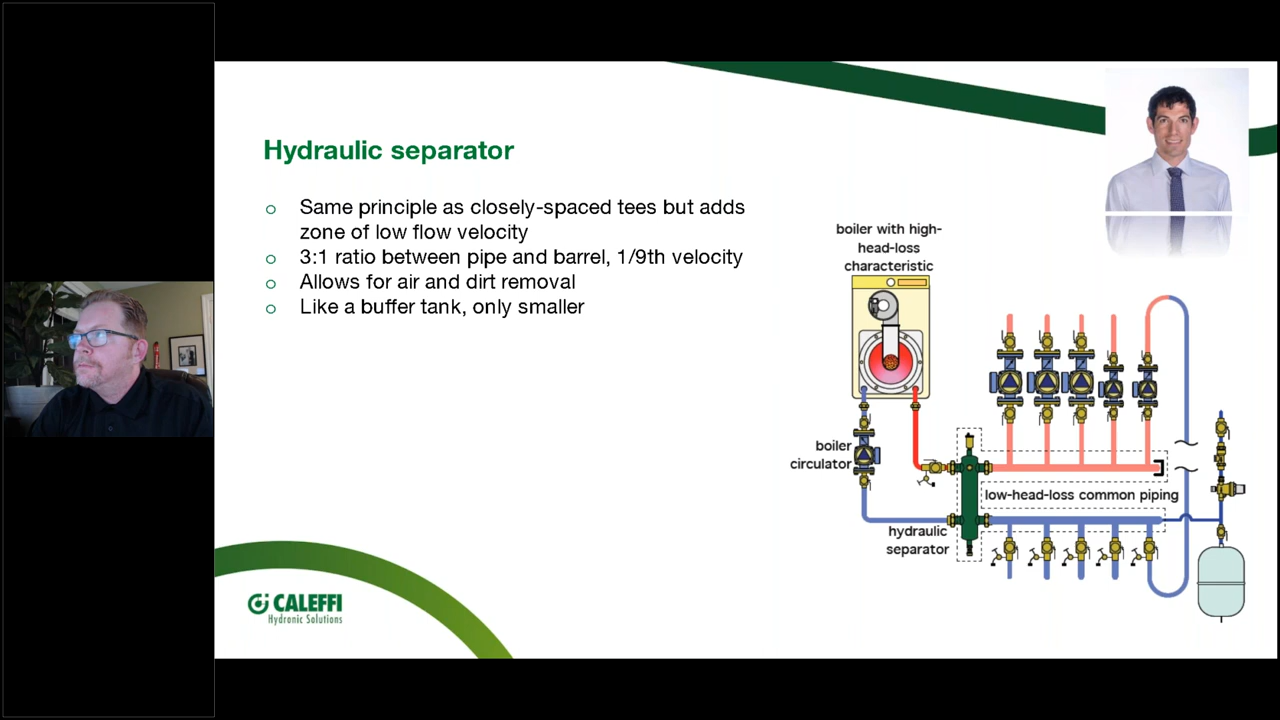 Hydraulic separator
o Same principle as closely-spaced tees but adds
zone of low flow velocity
o 3:1 ratio between pipe and barrel, 1/9th velocity
o Allows for air and dirt removal
o Like a buffer tank, only smaller
boiler with high-
head-loss
characteristic
boiler
circulator
low-head-loss common piping
hydraulic
separator
CALEFFI
Hydronic Solutions